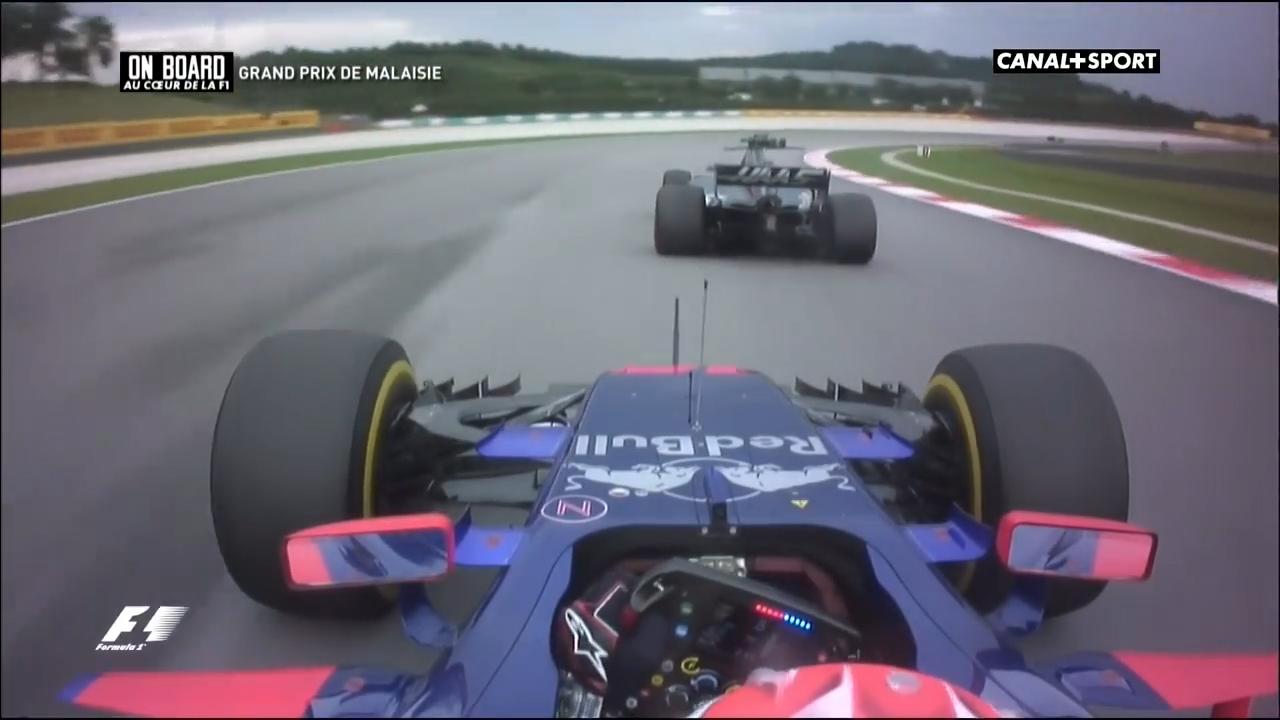 ON BOARD
AU CŒUR DE LA F1
GRAND PRIX DE MALAISIE
CANAL+SPORT
Red Bull
F1
Formula 1